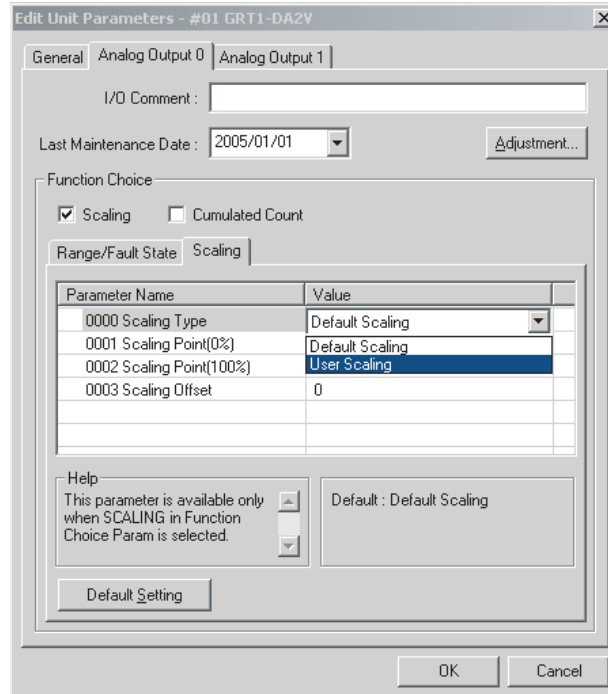 Edit Unit Parameters - #01 GRT1-DA2V
General Analog Output 0 Analog Output 1
I/O Comment :
Last Maintenance Date : 2005/01/01 Adjustment...
Function Choice
Scaling Cumulated Count
Range/Fault State Scaling
Parameter Name Value
0000 Scaling Type Default Scaling
0001 Scaling Point(0%) Default Scaling
0002 Scaling Point(100%) User Scaling
0003 Scaling Offset 0
Help
This parameter is available only
when SCALING in Function
Choice Param is selected.
Default : Default Scaling
Default Setting
OK Cancel